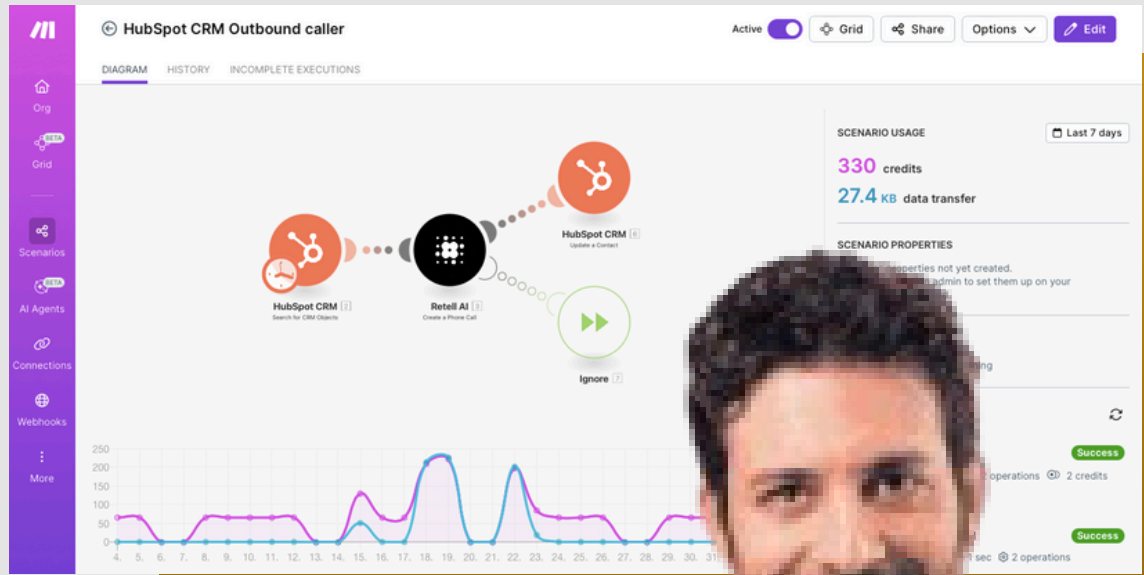 HubSpot CRM Outbound caller
Active
Grid
Share
Options
Edit
DIAGRAM
HISTORY
INCOMPLETE EXECUTIONS
Org
BETA
Grid
Scenarios
BETA
AI Agents
Connections
Webhooks
More
HubSpot CRM 2
Search for CRM Objects
Retell AI 3
Create a Phone Call
HubSpot CRM 6
Update a Contact
Ignore 7
SCENARIO USAGE
Last 7 days
330 credits
27.4 KB data transfer
SCENARIO PROPERTIES
not yet created.
admin to set them up on your
250
200
150
100
50
0
4. 5. 6. 7. 8. 9. 10. 11. 12. 13. 14. 15. 16. 17. 18. 19. 20. 21. 22. 23. 24. 25. 26. 27. 28. 29. 30.
Success
operations 2 credits
Success
sec 2 operations